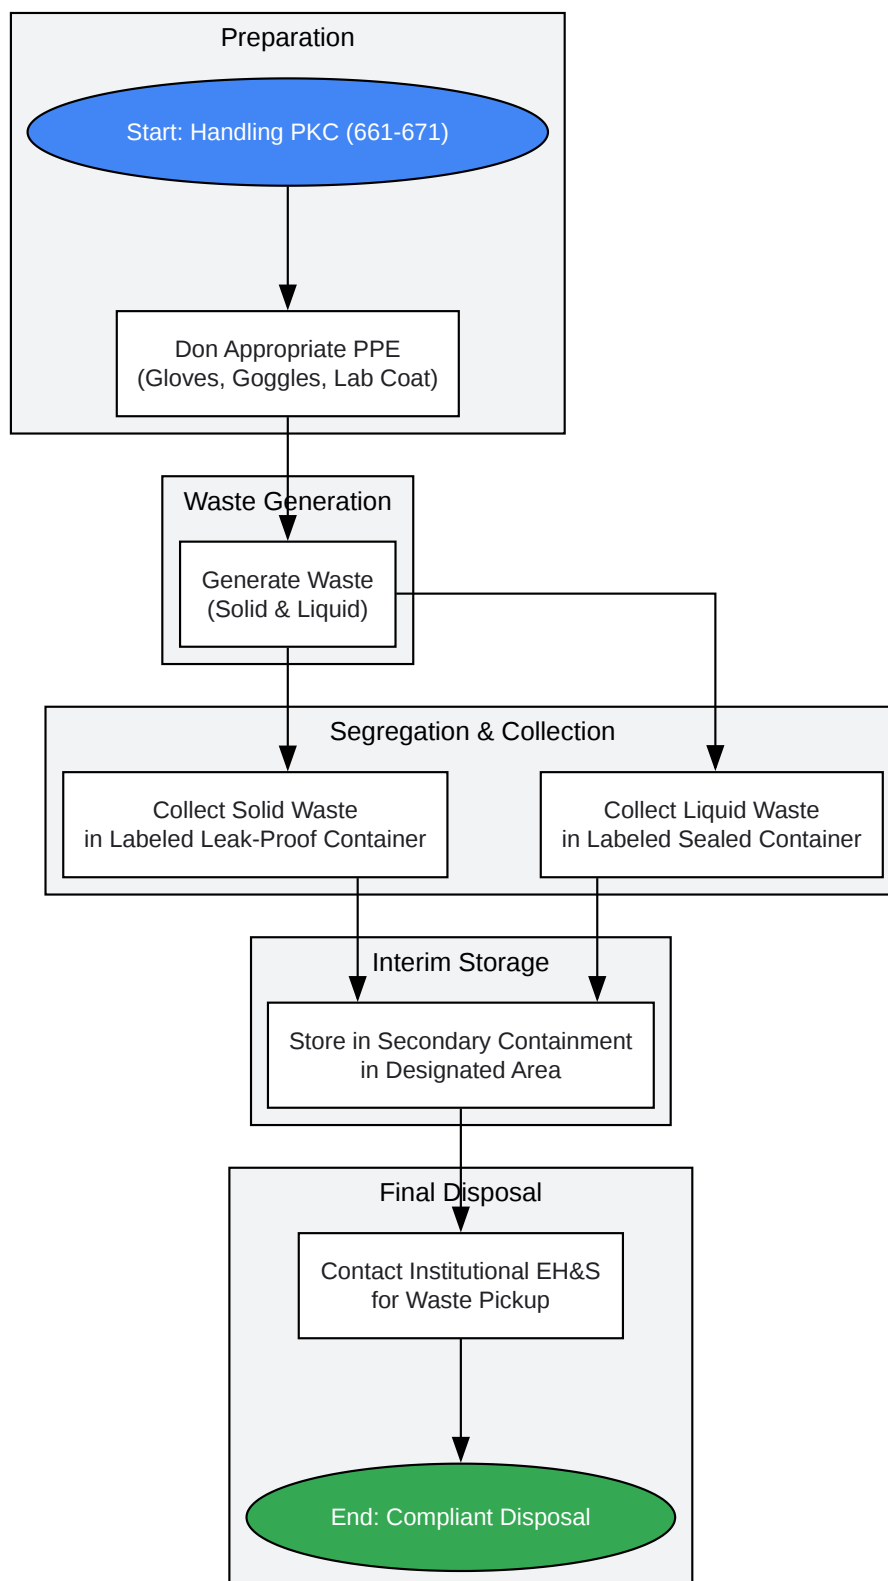 Preparation
Start: Handling PKC (661-671)
Don Appropriate PPE
(Gloves, Goggles, Lab Coat)
Waste Generation
Generate Waste
(Solid & Liquid)
Segregation & Collection
Collect Solid Waste
in Labeled Leak-Proof Container
Collect Liquid Waste
in Labeled Sealed Container
Interim Storage
Store in Secondary Containment
in Designated Area
Final Disposal
Contact Institutional EH&S
for Waste Pickup
End: Compliant Disposal